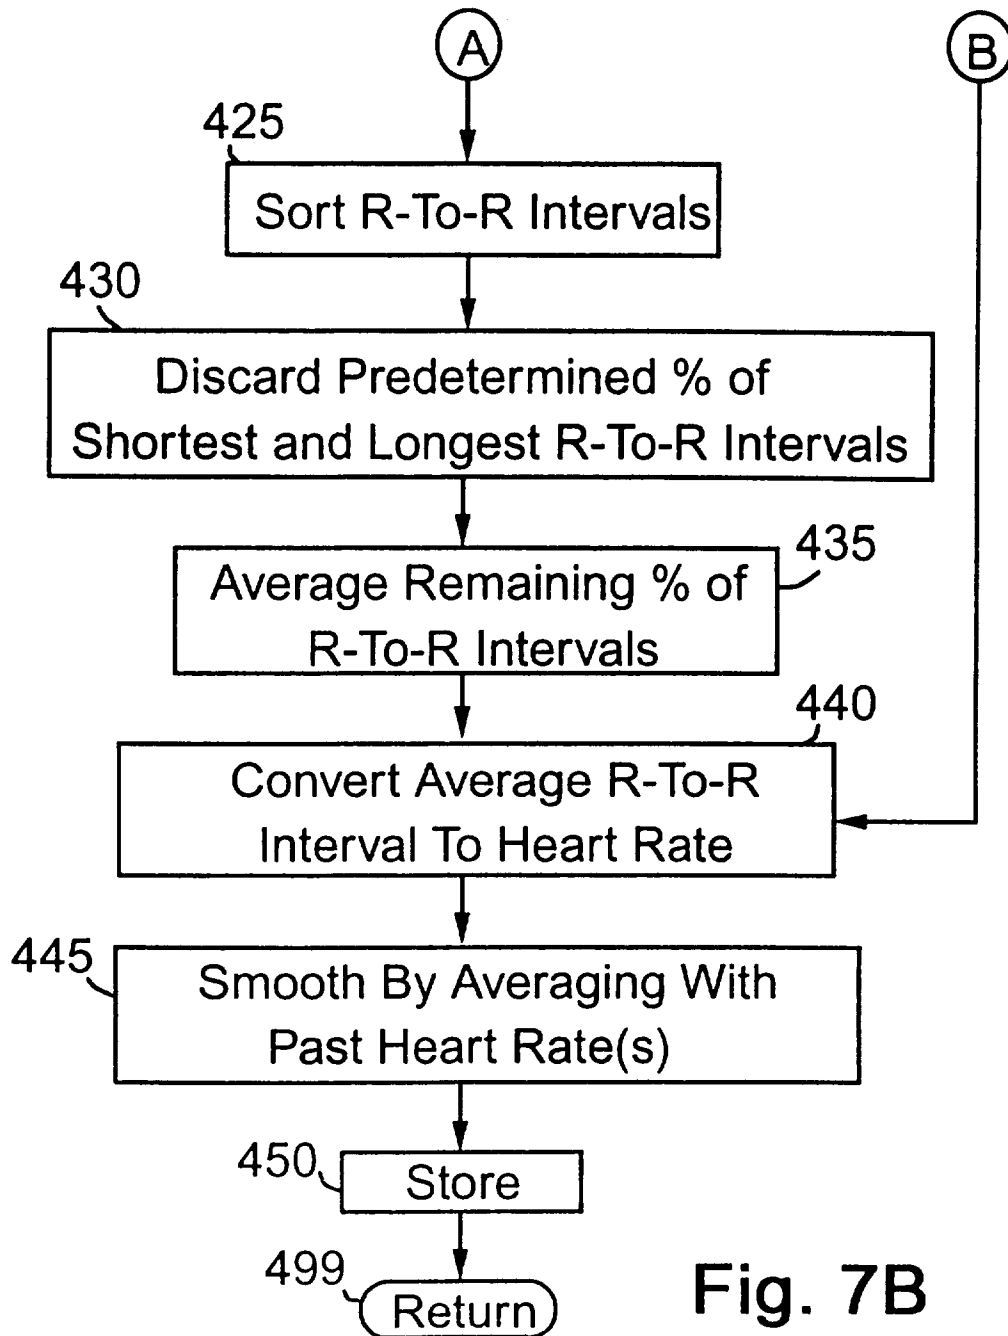 A
B
425
Sort R-To-R Intervals
430
Discard Predetermined % of
Shortest and Longest R-To-R Intervals
435
Average Remaining % of
R-To-R Intervals
440
Convert Average R-To-R
Interval To Heart Rate
445
Smooth By Averaging With
Past Heart Rate(s)
450
Store
499
Return
Fig. 7B